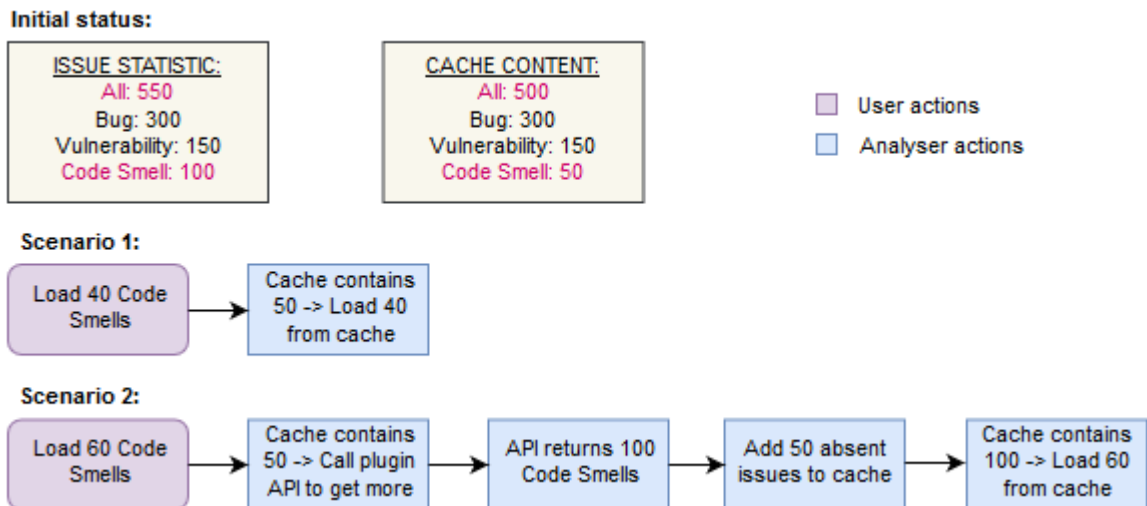 Initial status:
ISSUE STATISTIC:
All: 550
Bug: 300
Vulnerability: 150
Code Smell: 100
CACHE CONTENT:
All: 500
Bug: 300
Vulnerability: 150
Code Smell: 50
User actions
Analyser actions
Scenario 1:
Load 40 Code
Smells
Cache contains
50 -> Load 40
from cache
Scenario 2:
Load 60 Code
Smells
Cache contains
50 -> Call plugin
API to get more
API returns 100
Code Smells
Add 50 absent
issues to cache
Cache contains
100 -> Load 60
from cache